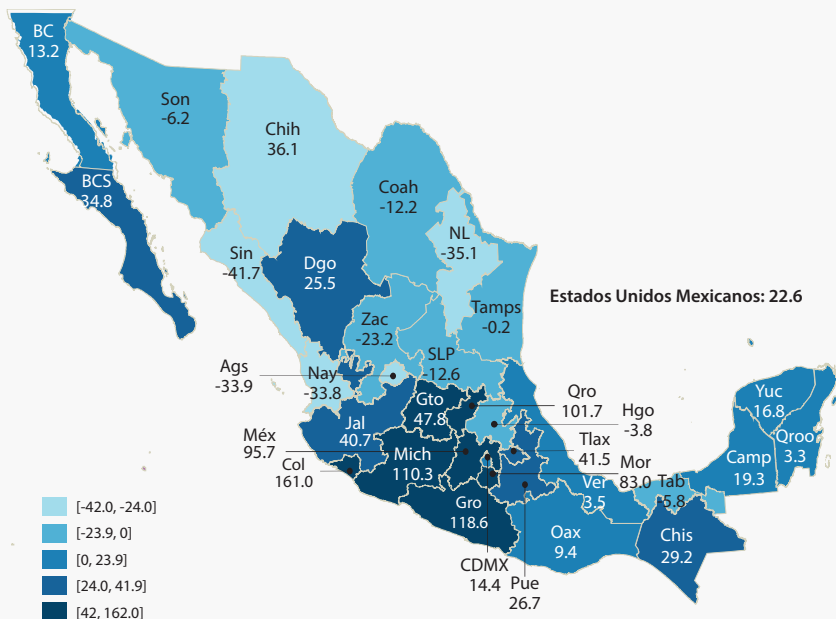 BC
13.2
Son
-6.2
Chih
36.1
BCS
34.8
Coah
-12.2
NL
-35.1
Sin
-41.7
Dgo
25.5
Estados Unidos Mexicanos: 22.6
Tamps
-0.2
Zac
-23.2
SLP
-12.6
Ags
-33.9
Nay
-33.8
Gto
47.8
Qro
101.7
Hgo
-3.8
Yuc
16.8
Jal
40.7
Méx
95.7
Tlax
41.5
Qroo
3.3
Mich
110.3
Col
161.0
Mor
83.0
Camp
19.3
Ver
3.5
Tab
-5.8
Gro
118.6
Oax
9.4
Chis
29.2
CDMX
14.4
Pue
26.7
[-42.0, -24.0]
[-23.9, 0]
[0, 23.9]
[24.0, 41.9]
[42, 162.0]